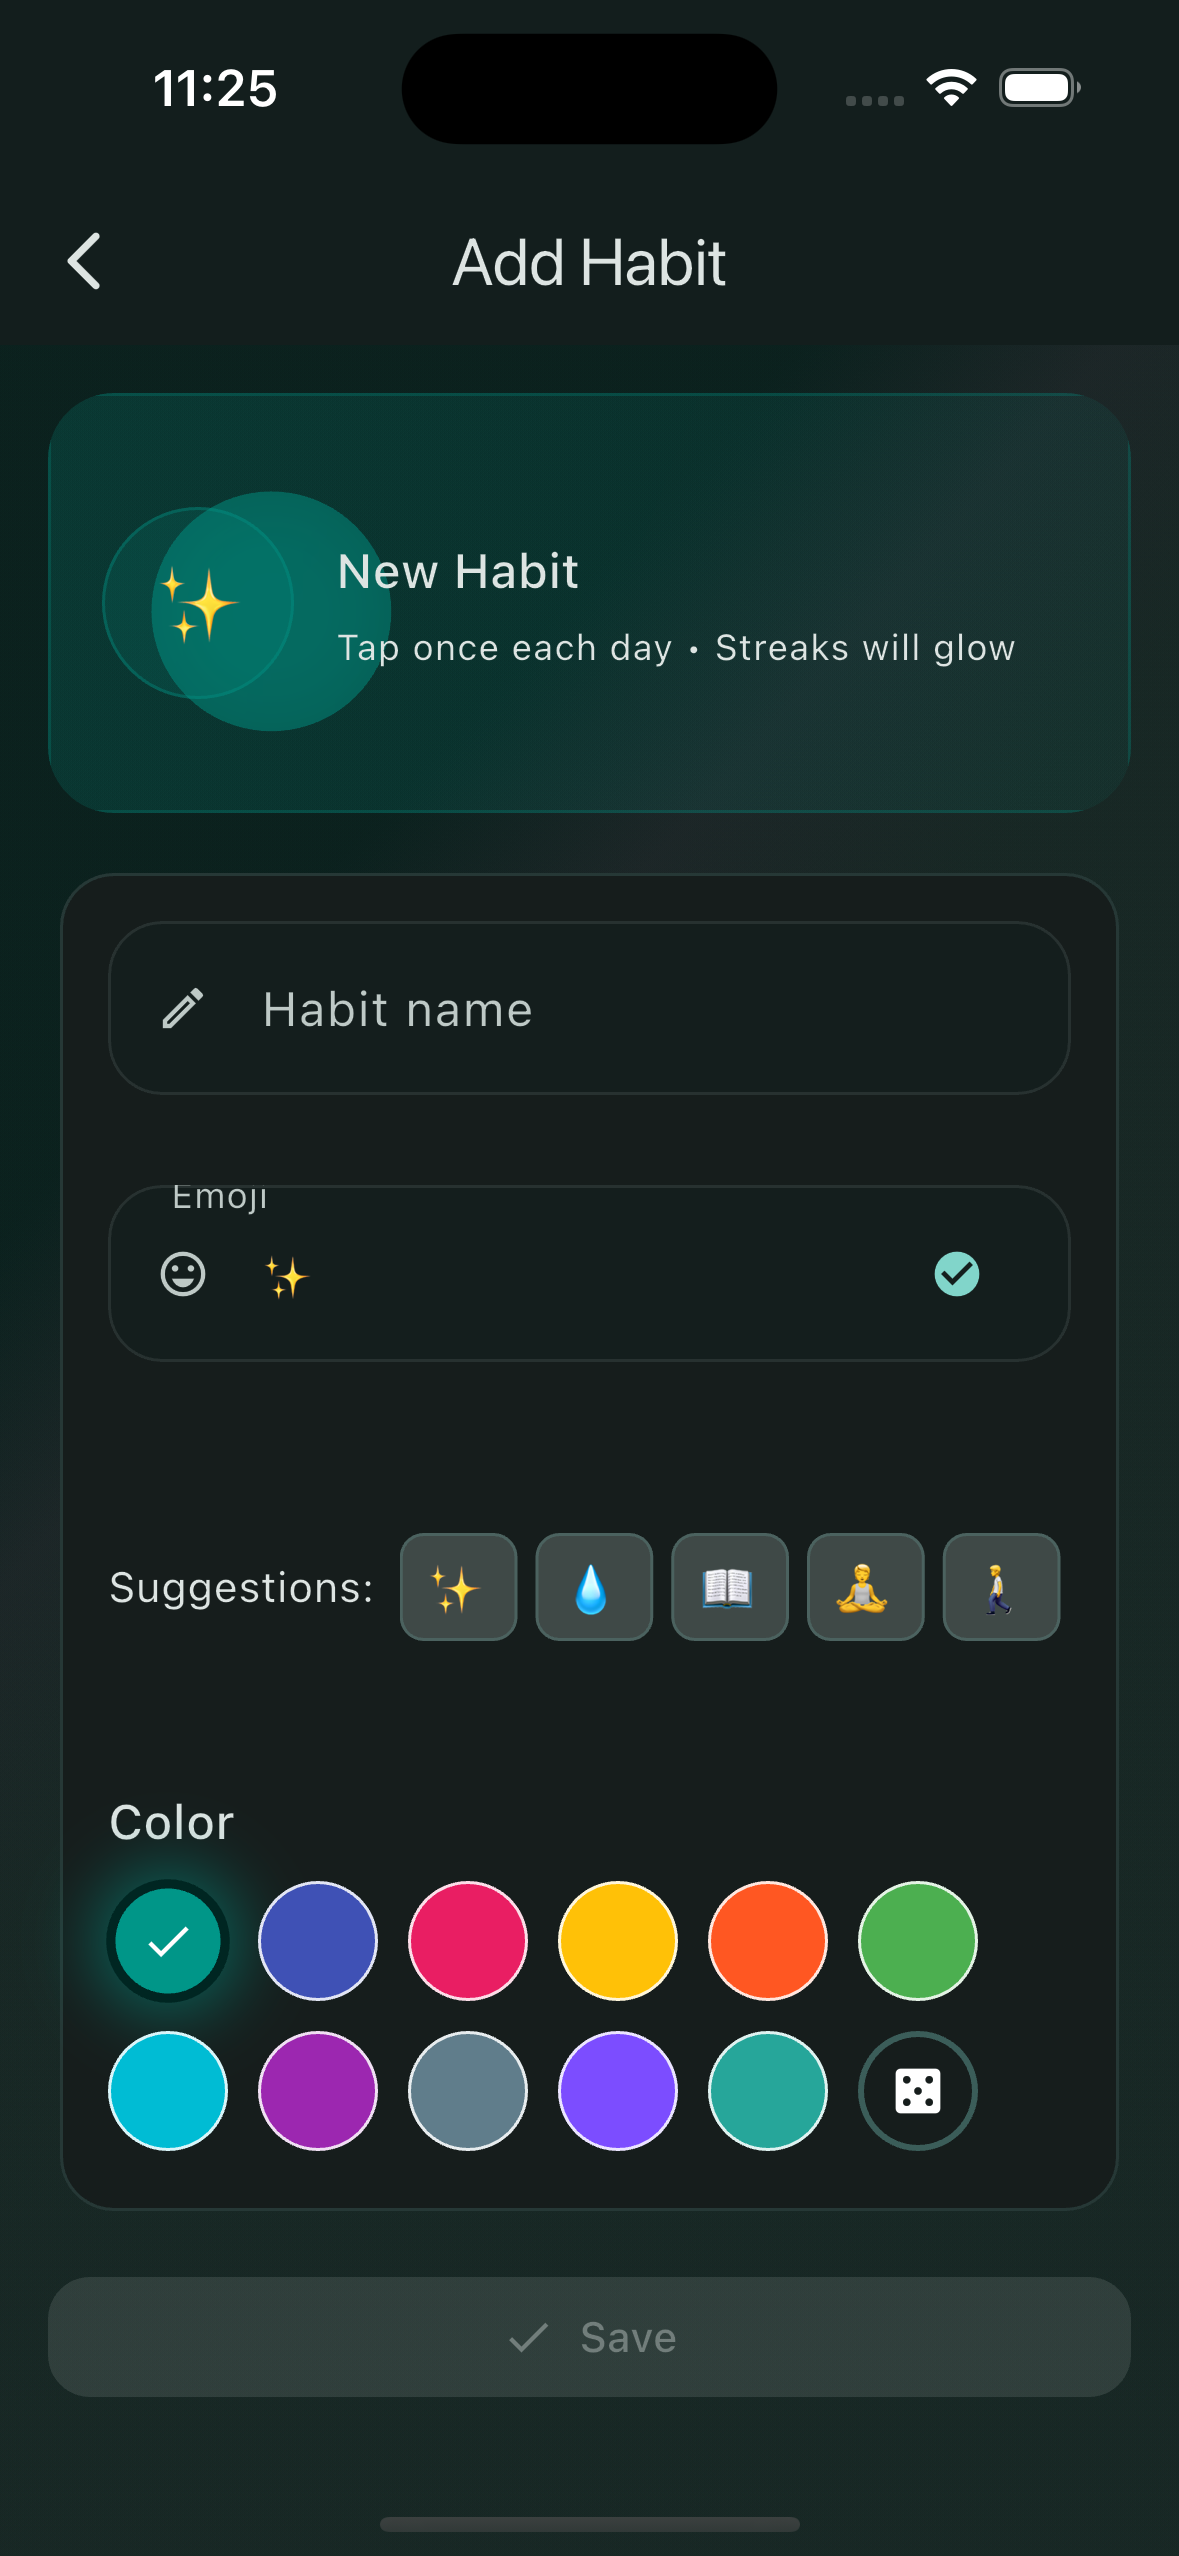 11:25
Add Habit
New Habit
Tap once each day • Streaks will glow
Habit name
Emoji
Suggestions:
Color
Save